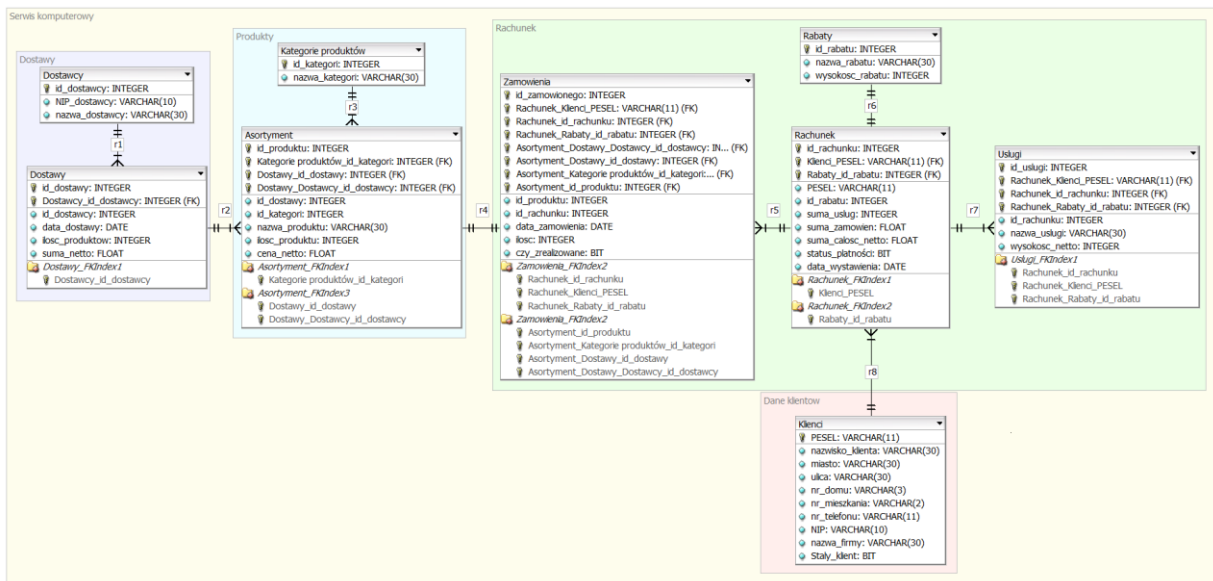 Serwis komputerowy
Dostawy
Dostawcy
id_dostawcy: INTEGER
NIP_dostawcy: VARCHAR(10)
nazwa_dostawcy: VARCHAR(30)
r1
Dostawy
id_dostawy: INTEGER
Dostawcy_id_dostawcy: INTEGER (FK)
id_dostawcy: INTEGER
data_dostawy: DATE
ilosc_produktow: INTEGER
suma_netto: FLOAT
Dostawy_FKIndex1
Dostawcy_id_dostawcy
r2
Produkty
Kategorie produktów
id_kategori: INTEGER
nazwa_kategori: VARCHAR(30)
r3
Asortyment
id_produktu: INTEGER
Kategorie produktów_id_kategori: INTEGER (FK)
Dostawy_id_dostawy: INTEGER (FK)
Dostawy_Dostawcy_id_dostawcy: INTEGER (FK)
id_dostawy: INTEGER
id_kategori: INTEGER
nazwa_produktu: VARCHAR(30)
ilosc_produktu: INTEGER
cena_netto: FLOAT
Asortyment_FKIndex1
Kategorie produktów_id_kategori
Asortyment_FKIndex3
Dostawy_id_dostawy
Dostawy_Dostawcy_id_dostawcy
r4
Rachunek
Zamowienia
id_zamowionego: INTEGER
Rachunek_Klienci_PESEL: VARCHAR(11) (FK)
Rachunek_id_rachunku: INTEGER (FK)
Rachunek_Rabaty_id_rabatu: INTEGER (FK)
Asortyment_Dostawy_Dostawcy_id_dostawcy: IN... (FK)
Asortyment_Dostawy_id_dostawy: INTEGER (FK)
Asortyment_Kategorie produktów_id_kategori:... (FK)
Asortyment_id_produktu: INTEGER (FK)
id_produktu: INTEGER
id_rachunku: INTEGER
data_zamowienia: DATE
ilosc: INTEGER
czy_zrealizowane: BIT
Zamowienia_FKIndex2
Rachunek_id_rachunku
Rachunek_Klienci_PESEL
Rachunek_Rabaty_id_rabatu
Zamowienia_FKIndex2
Asortyment_id_produktu
Asortyment_Kategorie produktów_id_kategori
Asortyment_Dostawy_id_dostawy
Asortyment_Dostawy_Dostawcy_id_dostawcy
r5
Rabaty
id_rabatu: INTEGER
nazwa_rabatu: VARCHAR(30)
wysokosc_rabatu: INTEGER
r6
Rachunek
id_rachunku: INTEGER
Klienci_PESEL: VARCHAR(11) (FK)
Rabaty_id_rabatu: INTEGER (FK)
PESEL: VARCHAR(11)
id_rabatu: INTEGER
suma_uslug: INTEGER
suma_zamowien: FLOAT
suma_calosc_netto: FLOAT
status_platności: BIT
data_wystawienia: DATE
Rachunek_FKIndex1
Klienci_PESEL
Rachunek_FKIndex2
Rabaty_id_rabatu
r7
Uslugi
id_uslugi: INTEGER
Rachunek_Klienci_PESEL: VARCHAR(11) (FK)
Rachunek_id_rachunku: INTEGER (FK)
Rachunek_Rabaty_id_rabatu: INTEGER (FK)
id_rachunku: INTEGER
nazwa_uslugi: VARCHAR(30)
wysokosc_netto: INTEGER
Uslugi_FKIndex1
Rachunek_id_rachunku
Rachunek_Klienci_PESEL
Rachunek_Rabaty_id_rabatu
r8
Dane klientow
Klienci
PESEL: VARCHAR(11)
nazwisko_klienta: VARCHAR(30)
miasto: VARCHAR(30)
ulica: VARCHAR(30)
nr_domu: VARCHAR(3)
nr_mieszkania: VARCHAR(2)
nr_telefonu: VARCHAR(11)
NIP: VARCHAR(10)
nazwa_firmy: VARCHAR(30)
Staly_klient: BIT